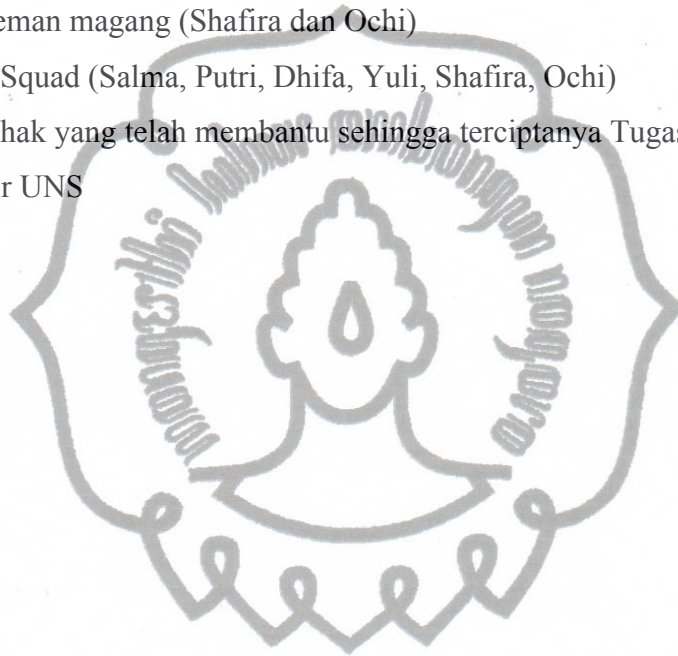 eman magang (Shafira dan Ochi)
Squad (Salma, Putri, Dhifa, Yuli, Shafira, Ochi)
hak yang telah membantu sehingga terciptanya Tugas
r UNS